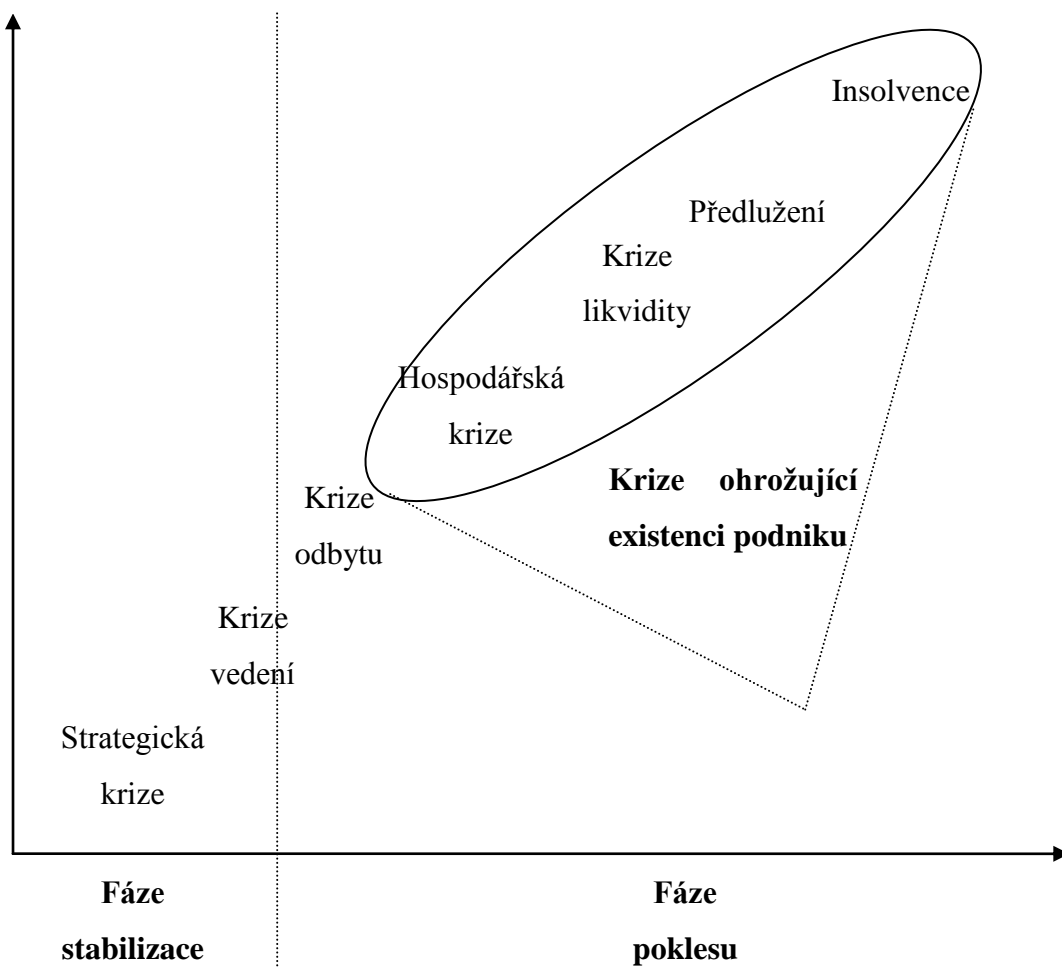 Insolvence
Předlužení
Krize
likvidity
Hospodářská
krize
Krize ohrožující
existenci podniku
Krize
odbytu
Krize
vedení
Strategická
krize
Fáze
stabilizace
Fáze
poklesu